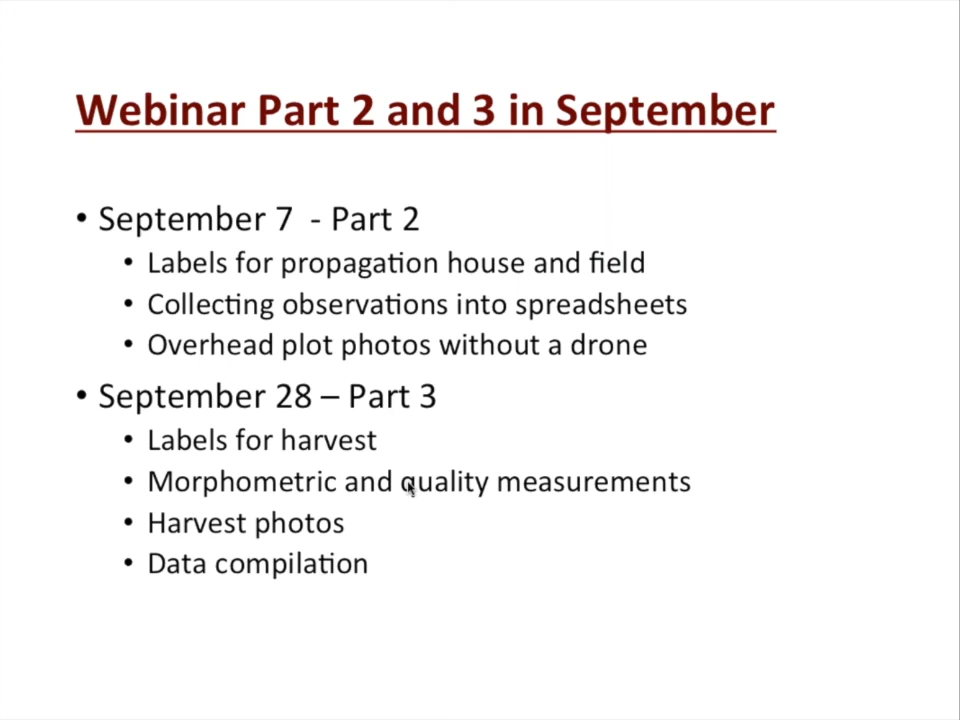 Webinar Part 2 and 3 in September
• September 7  - Part 2
• Labels for propagation house and field
• Collecting observations into spreadsheets
• Overhead plot photos without a drone
• September 28 – Part 3
• Labels for harvest
• Morphometric and quality measurements
• Harvest photos
• Data compilation